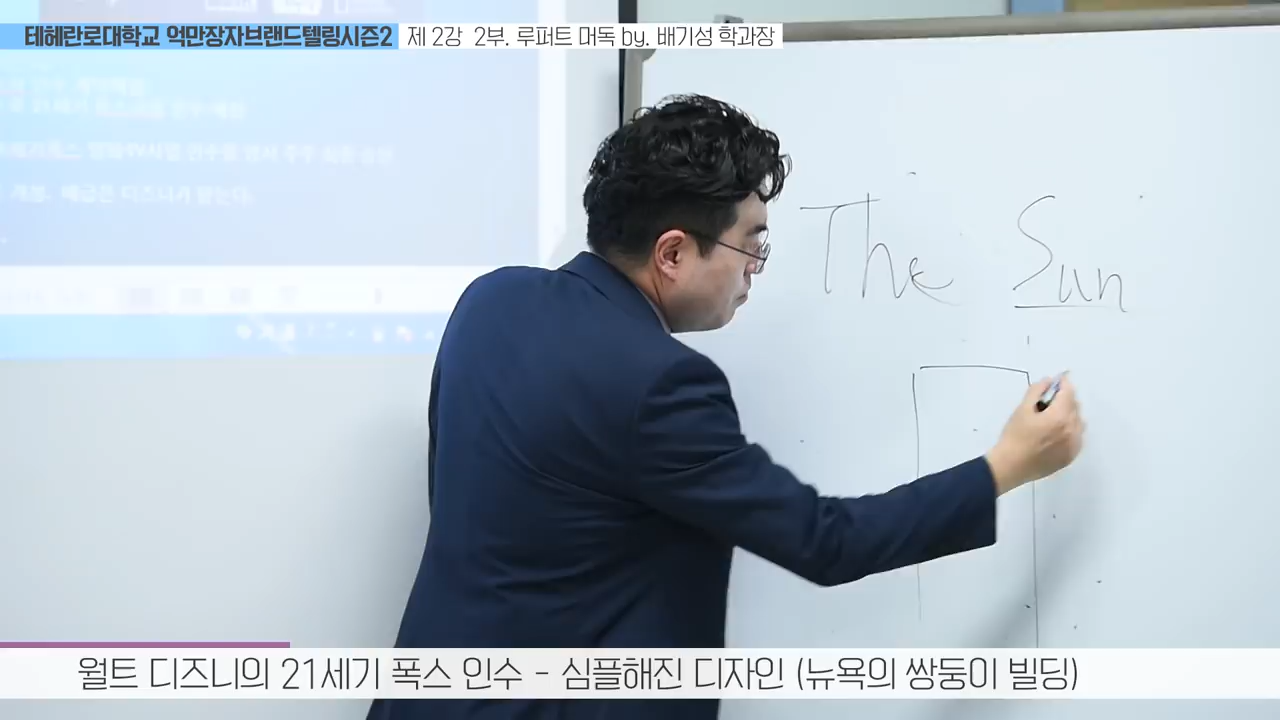 테헤란로대학교 억만장자브랜드텔링시즌2 제 2강 2부. 루퍼트 머독 by. 배기성 학과장
The Sun
월트 디즈니의 21세기 폭스 인수 - 심플해진 디자인 (뉴욕의 쌍둥이 빌딩)